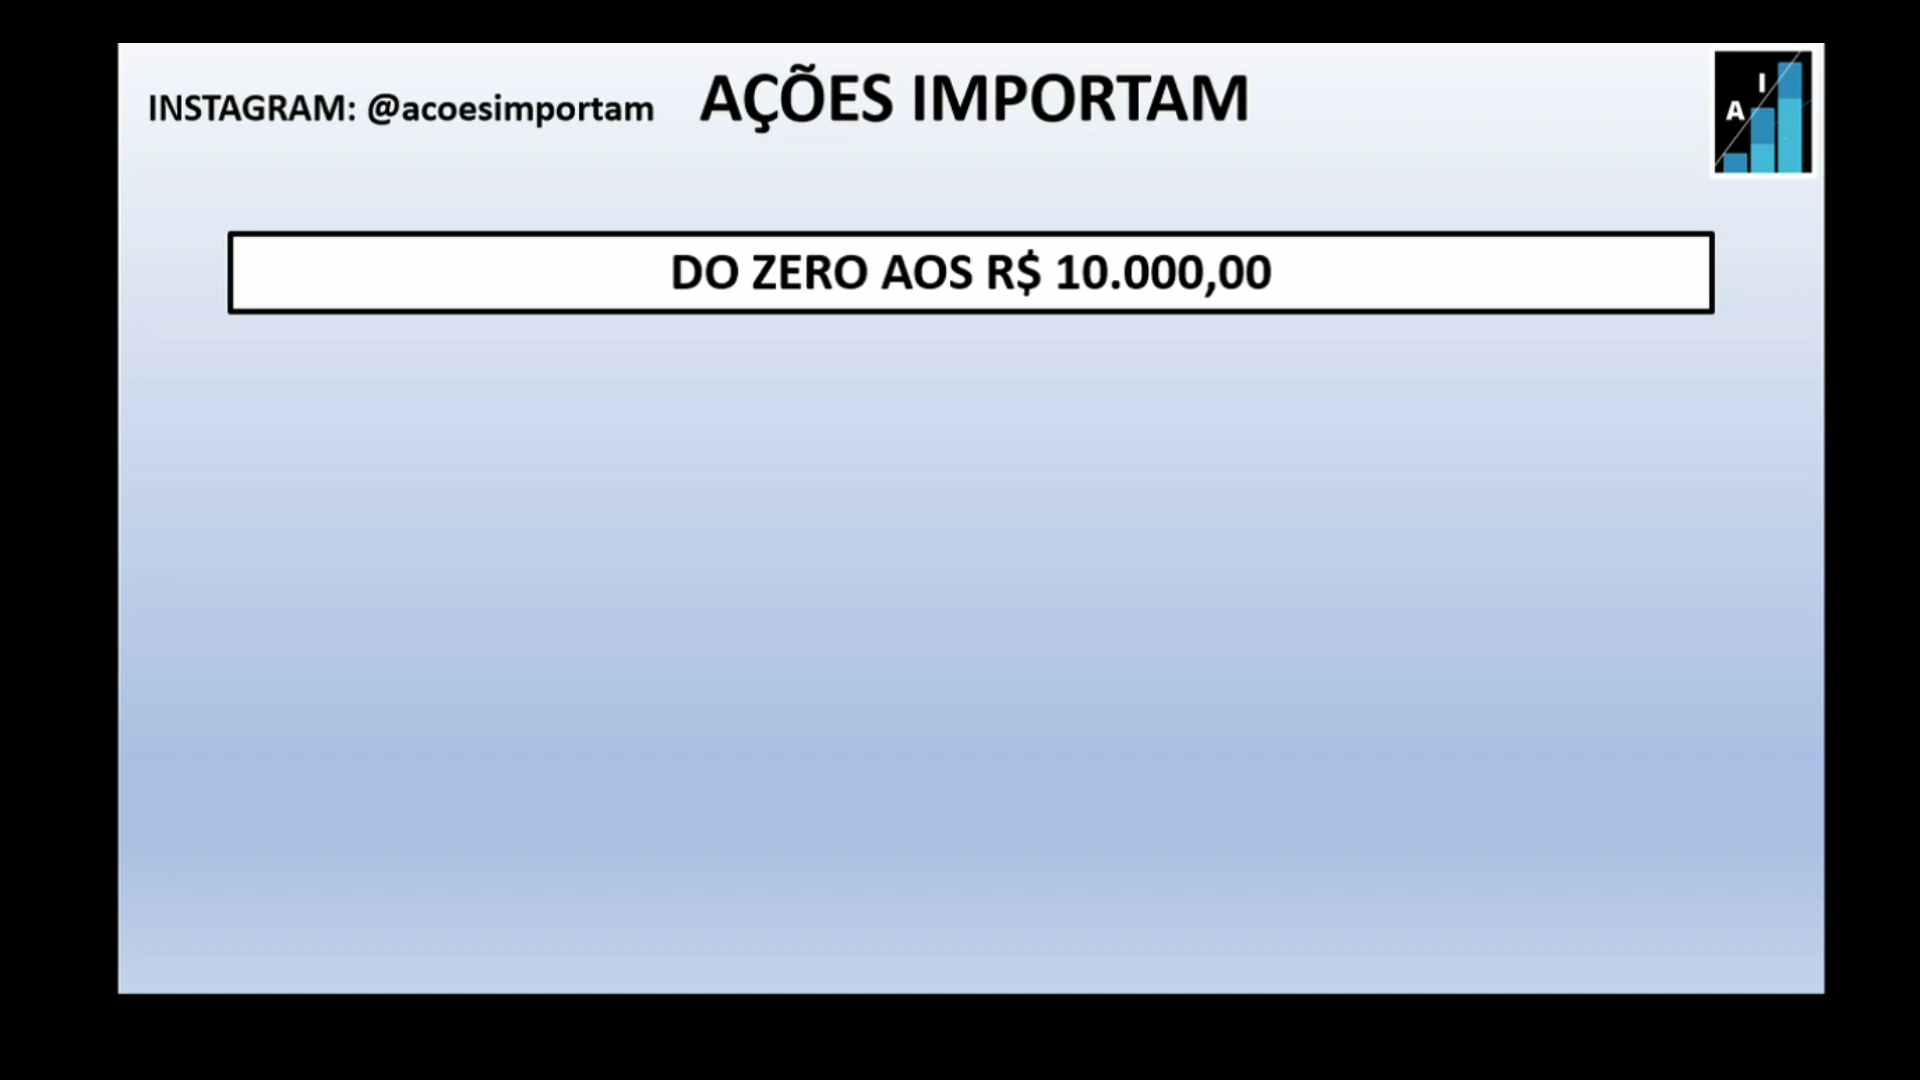 INSTAGRAM: @acoesimportam
AÇÕES IMPORTAM
A I
DO ZERO AOS R$ 10.000,00